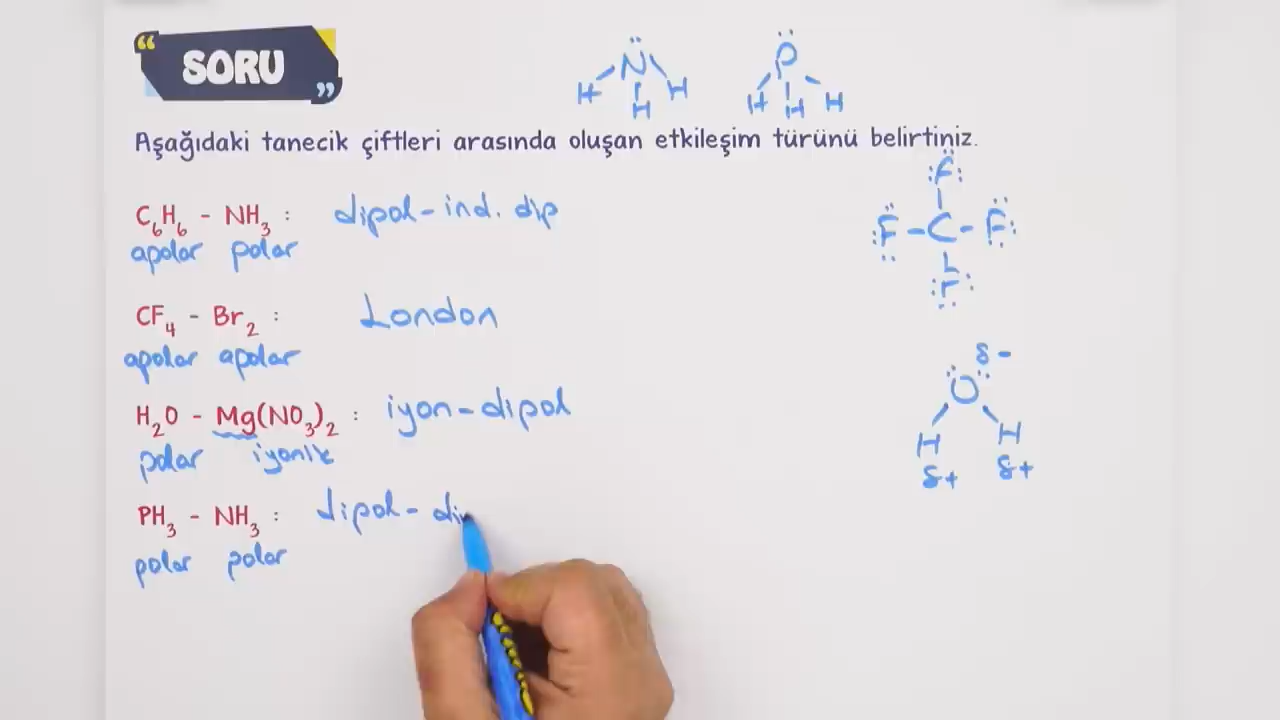 “ SORU ”
N P
H H H H H H
Aşağıdaki tanecik çiftleri arasında oluşan etkileşim türünü belirtiniz.
F
C₆H₆ - NH₃ : dipol-ind. dip
F-C-F
apolar polar
F
CF₄ - Br₂ : London
apolar apolar
δ-
O
H₂O - Mg(NO₃)₂ : iyon-dipol
H H
polar iyonik
δ+ δ+
PH₃ - NH₃ : dipol-di
polar polar